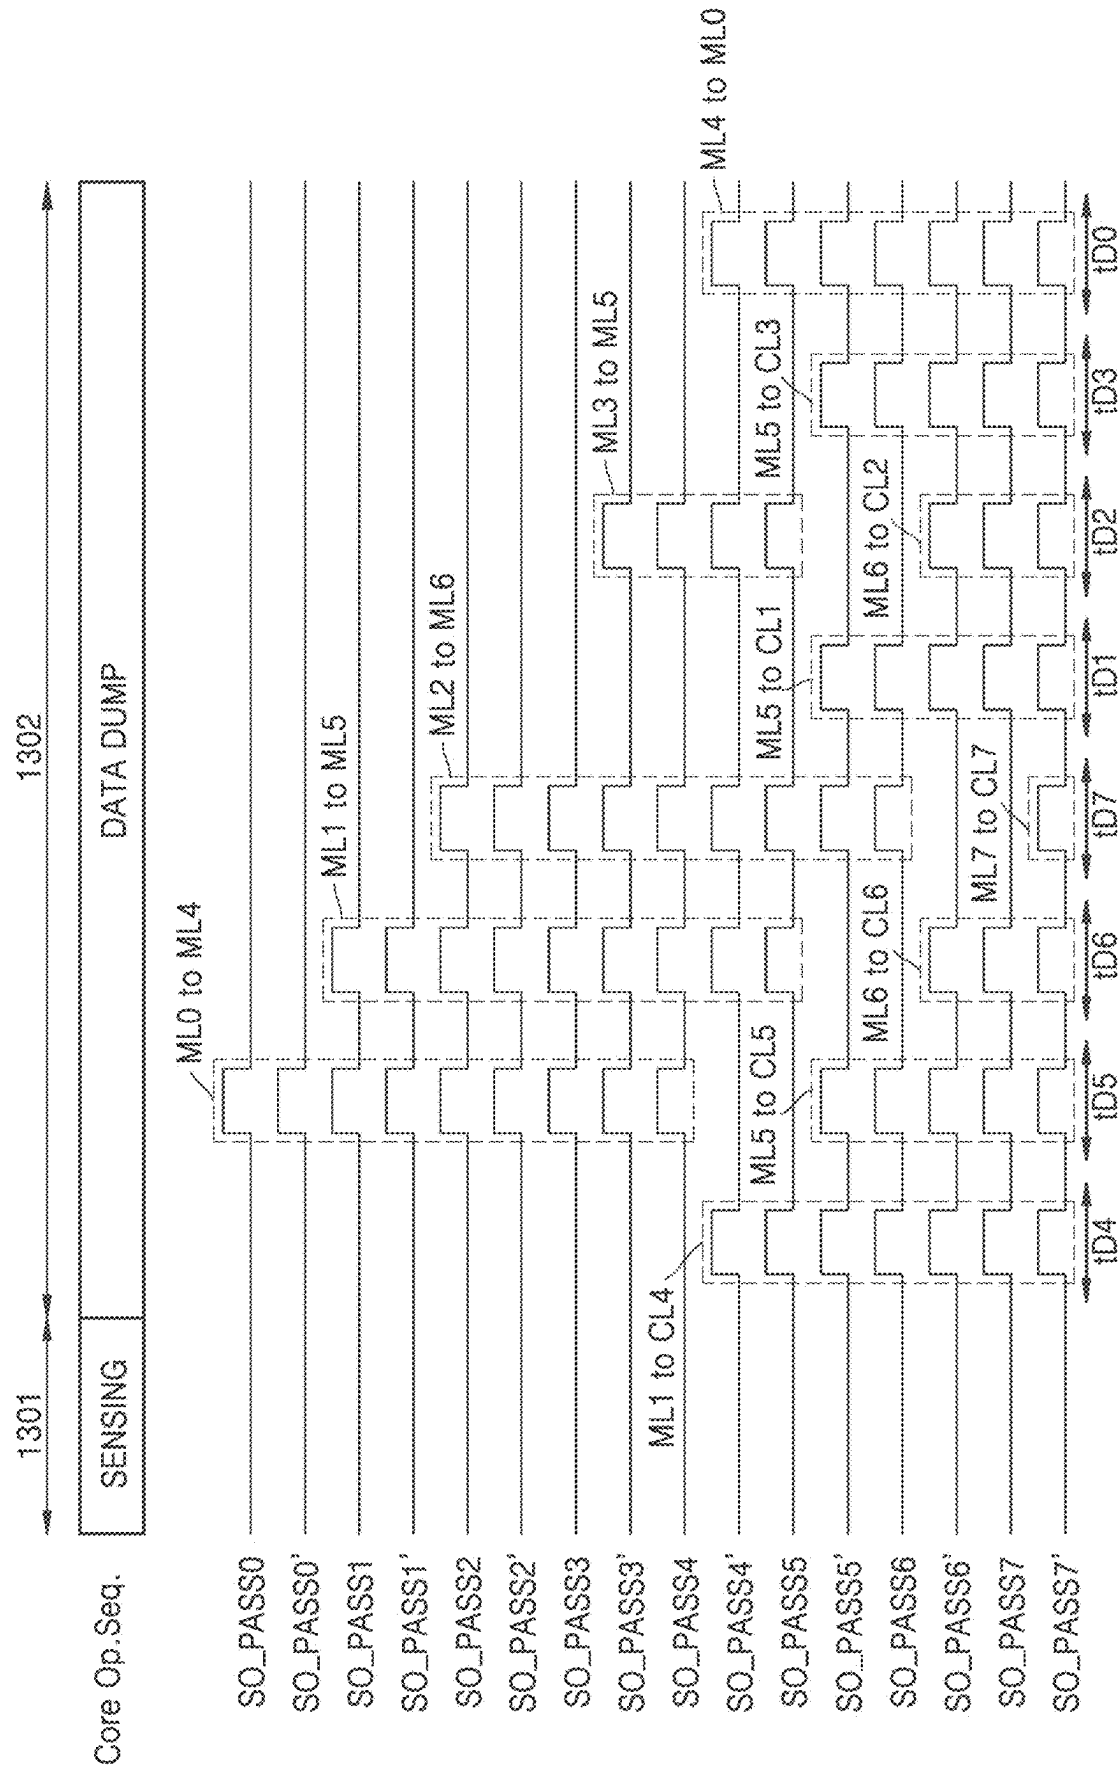 1301
1302
Core Op.Seq.
SENSING
DATA DUMP
ML0 to ML4
SO_PASS0
SO_PASS0'
ML1 to ML5
SO_PASS1
SO_PASS1'
ML2 to ML6
SO_PASS2
SO_PASS2'
SO_PASS3
ML3 to ML5
SO_PASS3'
ML1 to CL4
SO_PASS4
ML4 to ML0
SO_PASS4'
ML5 to CL5
ML5 to CL1
ML5 to CL3
SO_PASS5
SO_PASS5'
ML6 to CL6
ML6 to CL2
SO_PASS6
SO_PASS6'
ML7 to CL7
SO_PASS7
SO_PASS7'
tD4
tD5
tD6
tD7
tD1
tD2
tD3
tD0